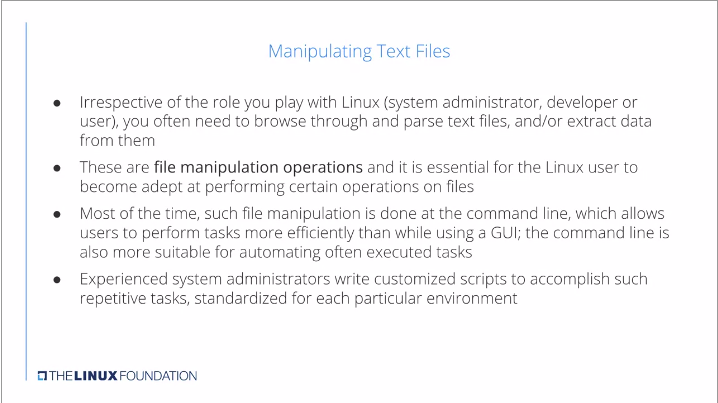 Manipulating Text Files
● Irrespective of the role you play with Linux (system administrator, developer or
user), you often need to browse through and parse text files, and/or extract data
from them
● These are file manipulation operations and it is essential for the Linux user to
become adept at performing certain operations on files
● Most of the time, such file manipulation is done at the command line, which allows
users to perform tasks more efficiently than while using a GUI; the command line is
also more suitable for automating often executed tasks
● Experienced system administrators write customized scripts to accomplish such
repetitive tasks, standardized for each particular environment
THE LINUX FOUNDATION